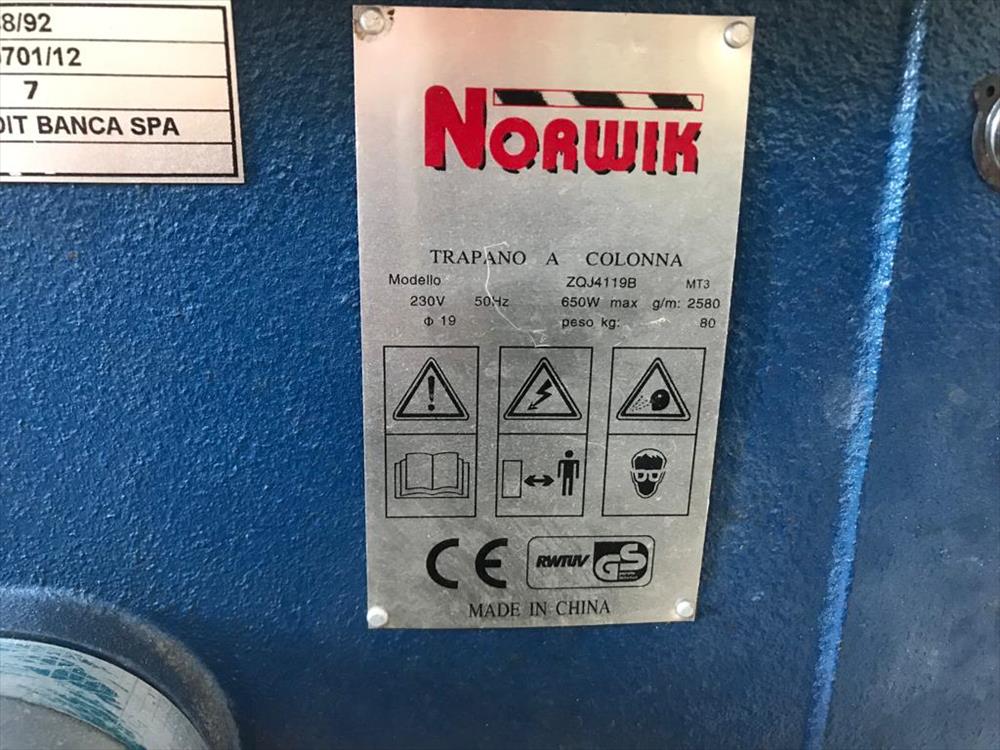 8/92
701/12
7
DIT BANCA SPA
NORWIK
TRAPANO A COLONNA
Modello ZQJ4119B MT3
230V 50Hz 650W max g/m: 2580
Φ 19 peso kg: 80
CE RWTUV GS
MADE IN CHINA